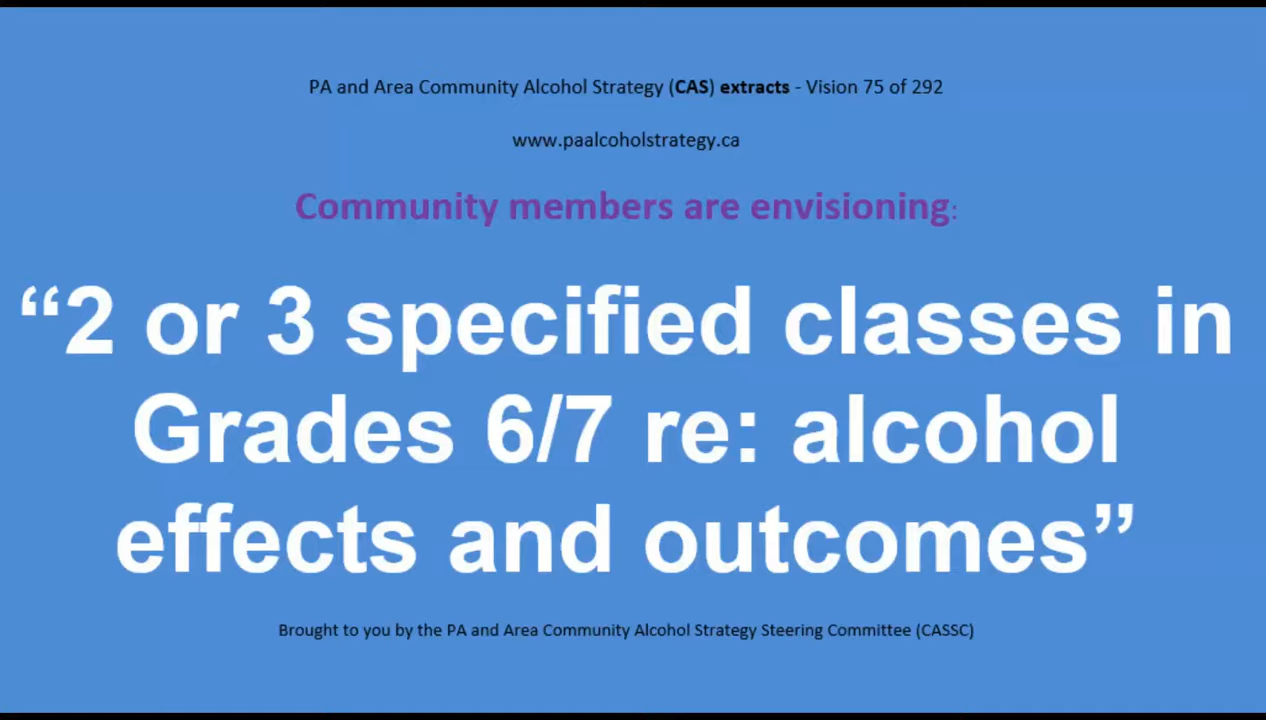 PA and Area Community Alcohol Strategy (CAS) extracts - Vision 75 of 292
www.paalcoholstrategy.ca
Community members are envisioning:
“2 or 3 specified classes in
Grades 6/7 re: alcohol
effects and outcomes”
Brought to you by the PA and Area Community Alcohol Strategy Steering Committee (CASSC)